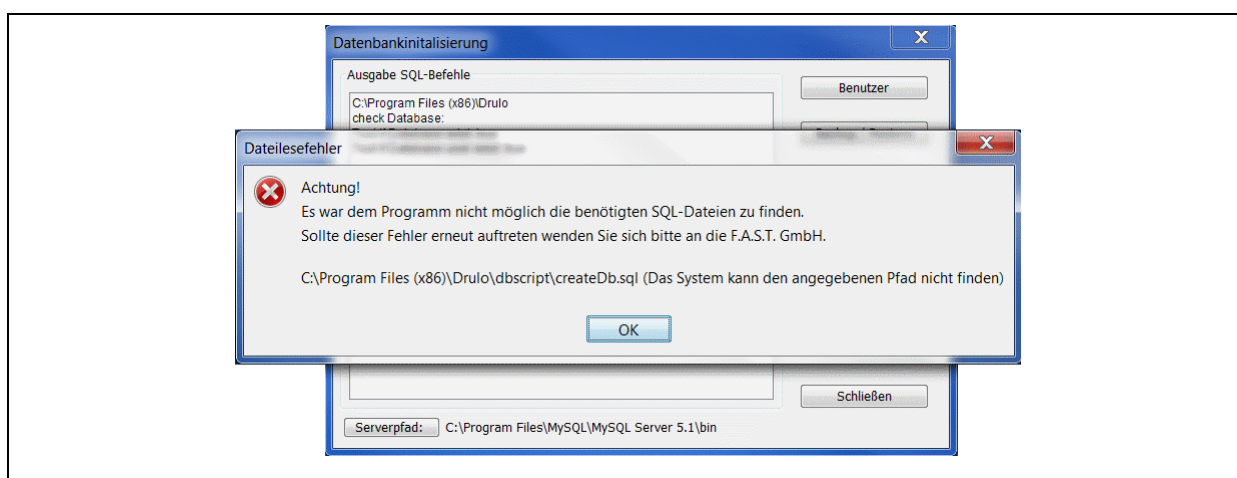 Datenbankinitalisierung
X
Ausgabe SQL-Befehle
Benutzer
C:\Program Files (x86)\Drulo
check Database:
Dateilesefehler
X
Achtung!
Es war dem Programm nicht möglich die benötigten SQL-Dateien zu finden.
Sollte dieser Fehler erneut auftreten wenden Sie sich bitte an die F.A.S.T. GmbH.
C:\Program Files (x86)\Drulo\dbscript\createDb.sql (Das System kann den angegebenen Pfad nicht finden)
OK
Schließen
Serverpfad: C:\Program Files\MySQL\MySQL Server 5.1\bin